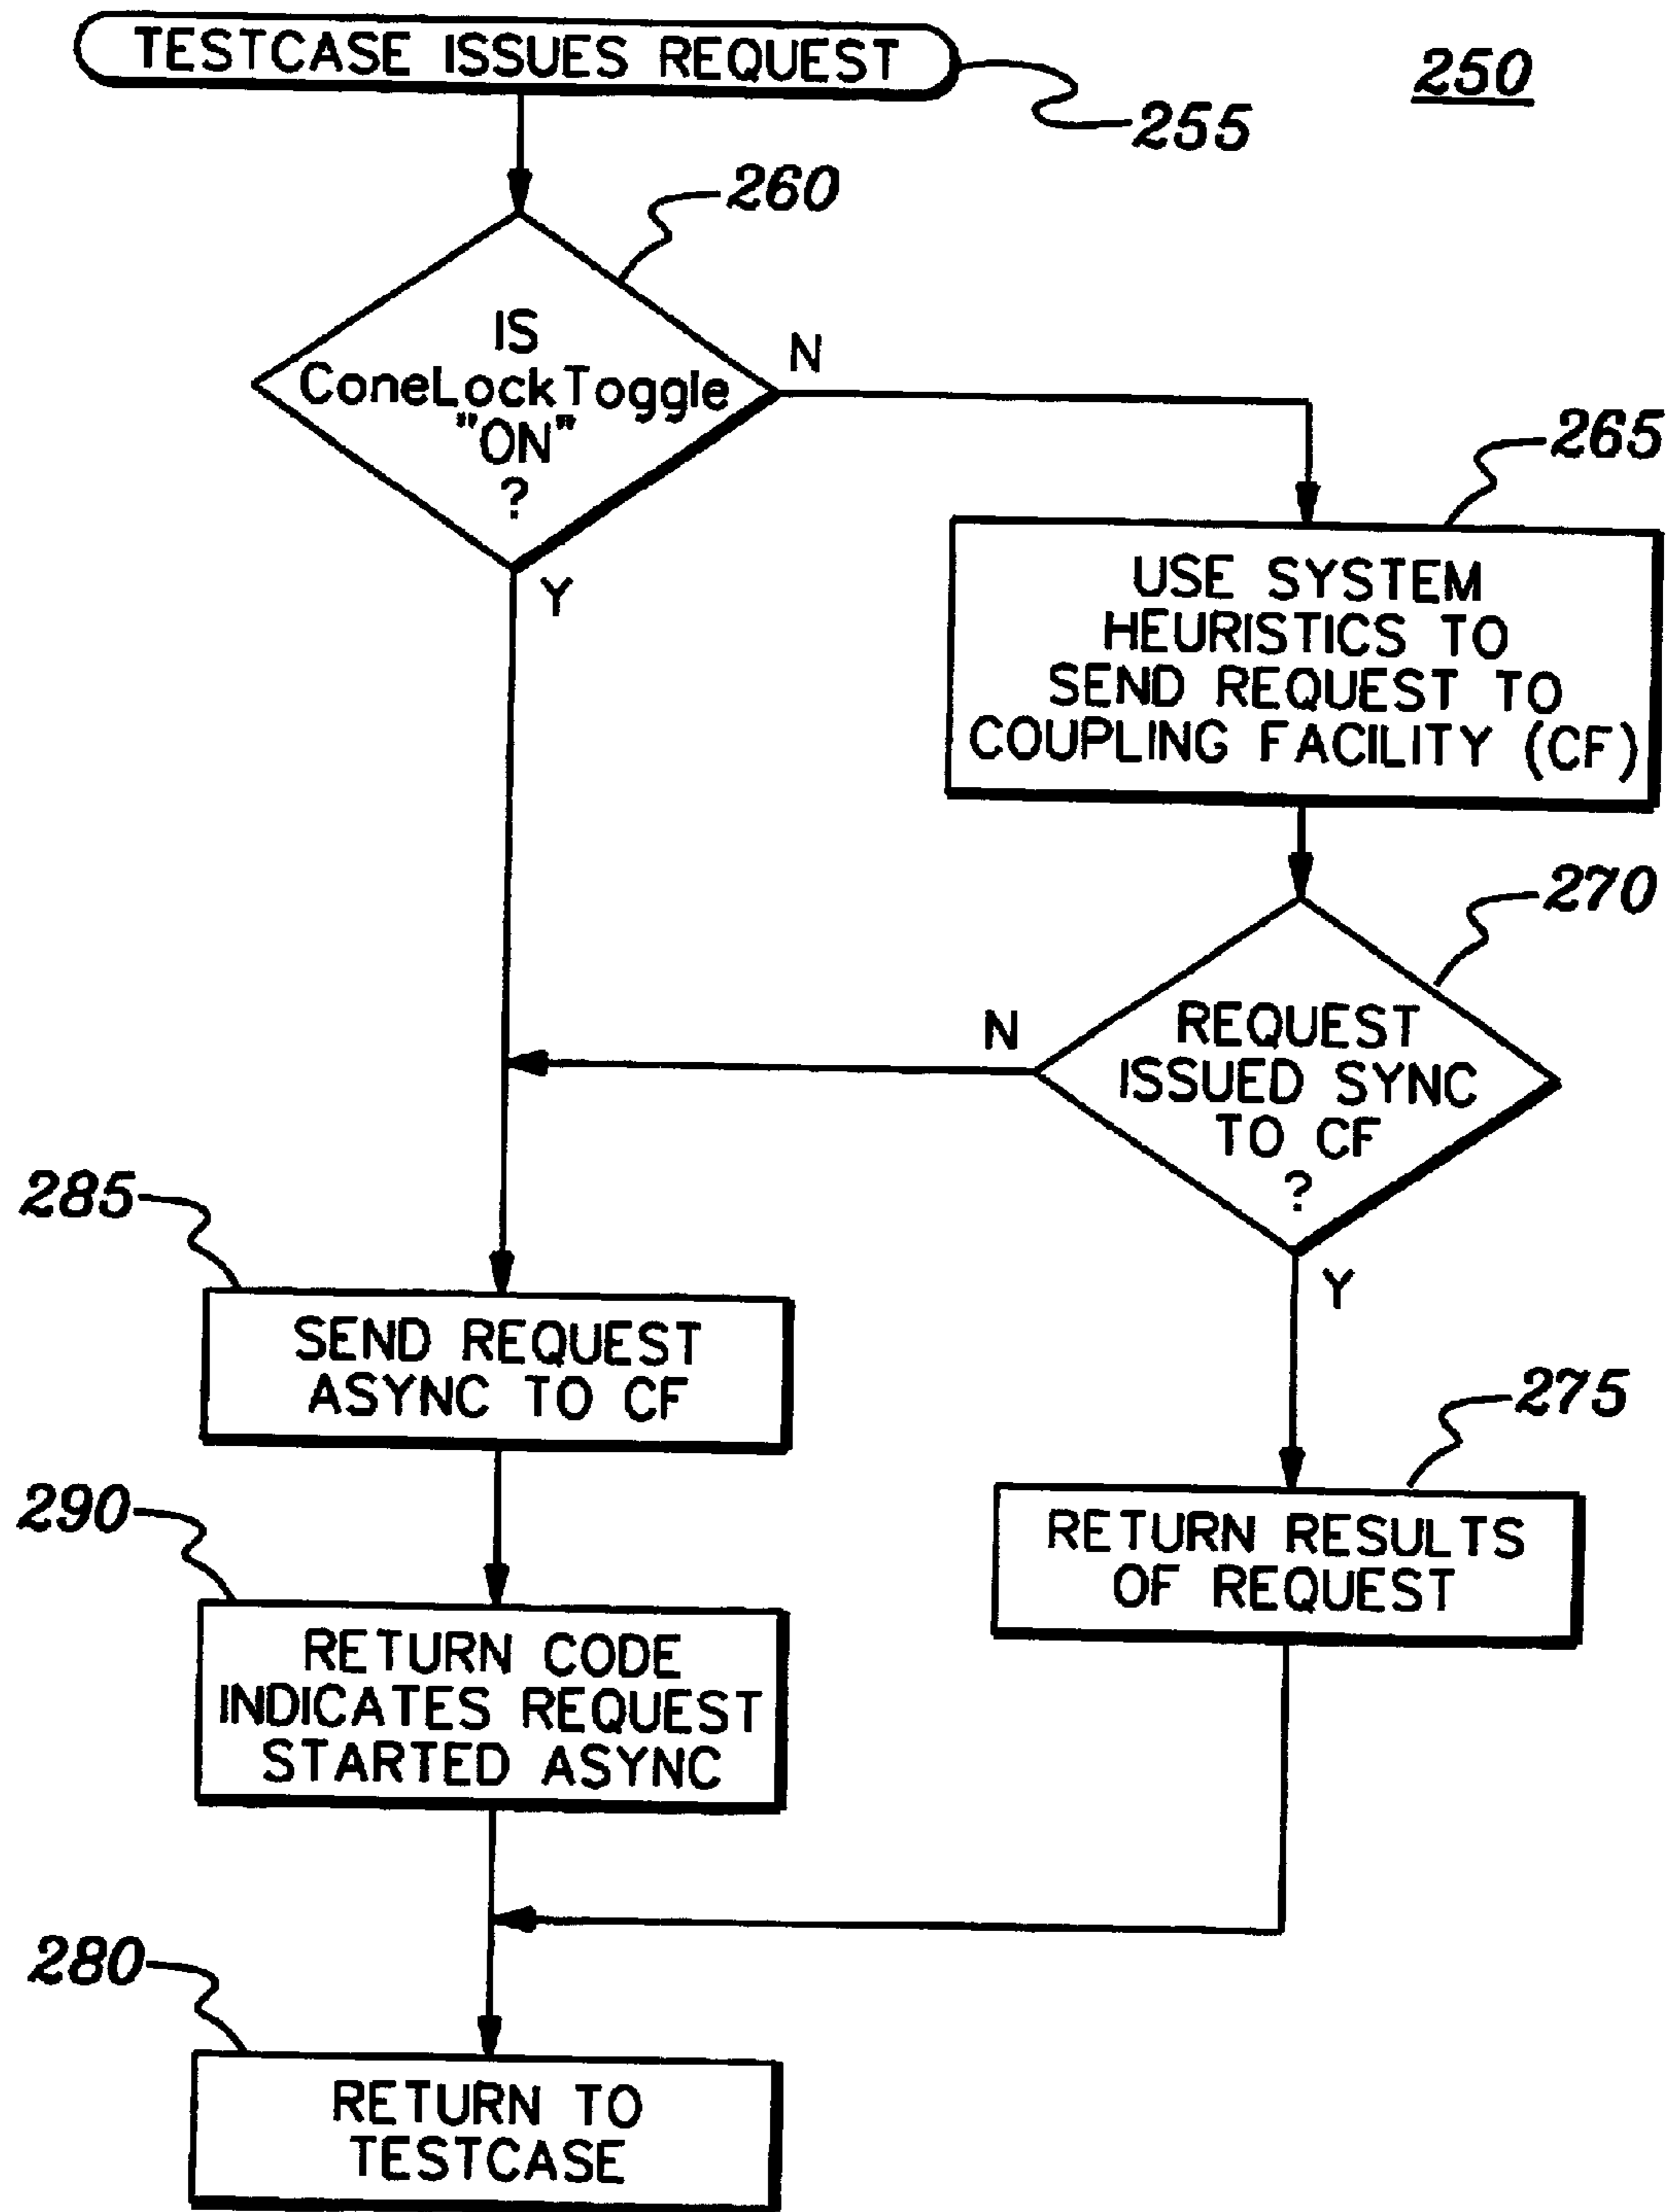 TESTCASE ISSUES REQUEST
250
255
260
IS
ConeLockToggle
"ON"
?
N
Y
265
USE SYSTEM
HEURISTICS TO
SEND REQUEST TO
COUPLING FACILITY (CF)
270
REQUEST
ISSUED SYNC
TO CF
?
N
Y
285
SEND REQUEST
ASYNC TO CF
275
RETURN RESULTS
OF REQUEST
290
RETURN CODE
INDICATES REQUEST
STARTED ASYNC
280
RETURN TO
TESTCASE